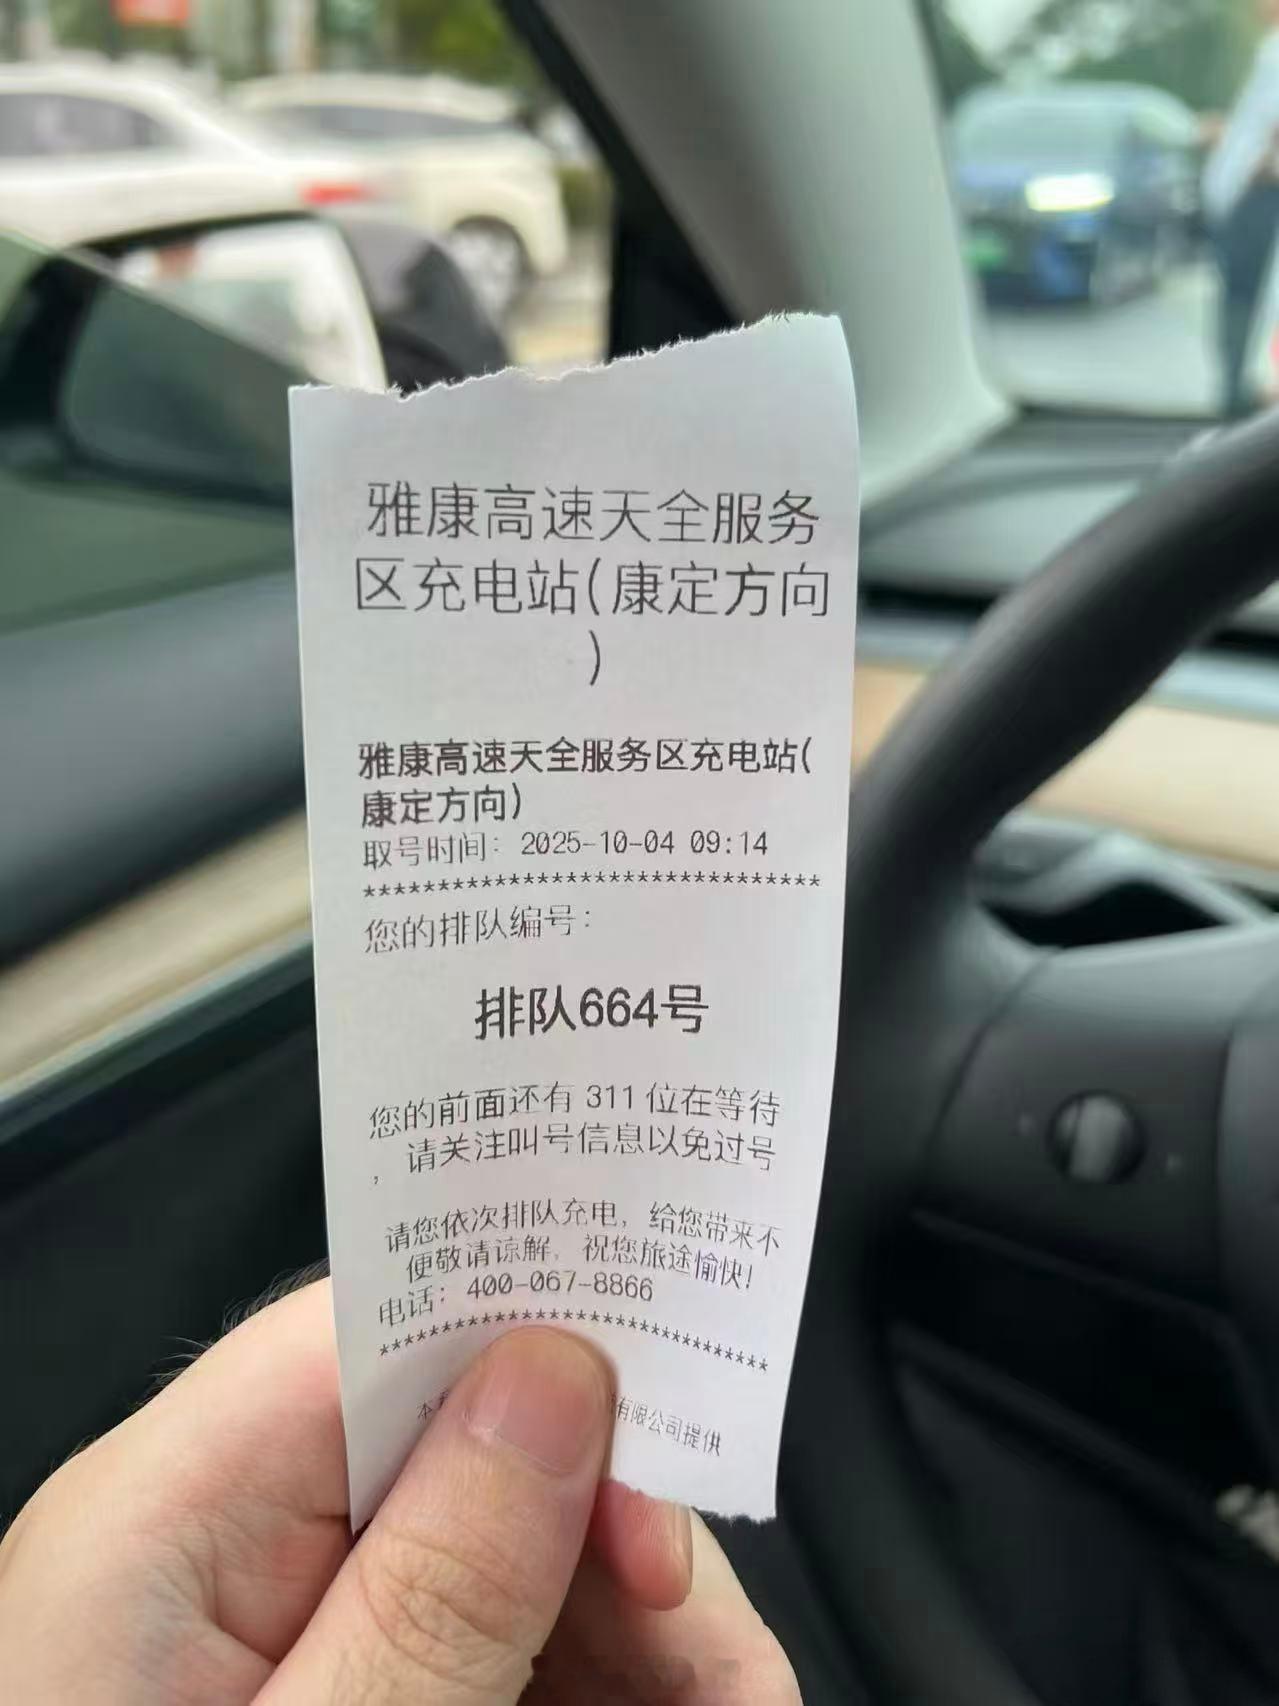 雅康高速天全服务
区充电站(康定方向
)
雅康高速天全服务区充电站(
康定方向)
取号时间：2025-10-04 09:14
*******************************
您的排队编号：
排队664号
您的前面还有 311 位在等待
，请关注叫号信息以免过号
请您依次排队充电，给您带来不
便敬请谅解，祝您旅途愉快！
电话：400-067-8866
*******************************
本
有限公司提供